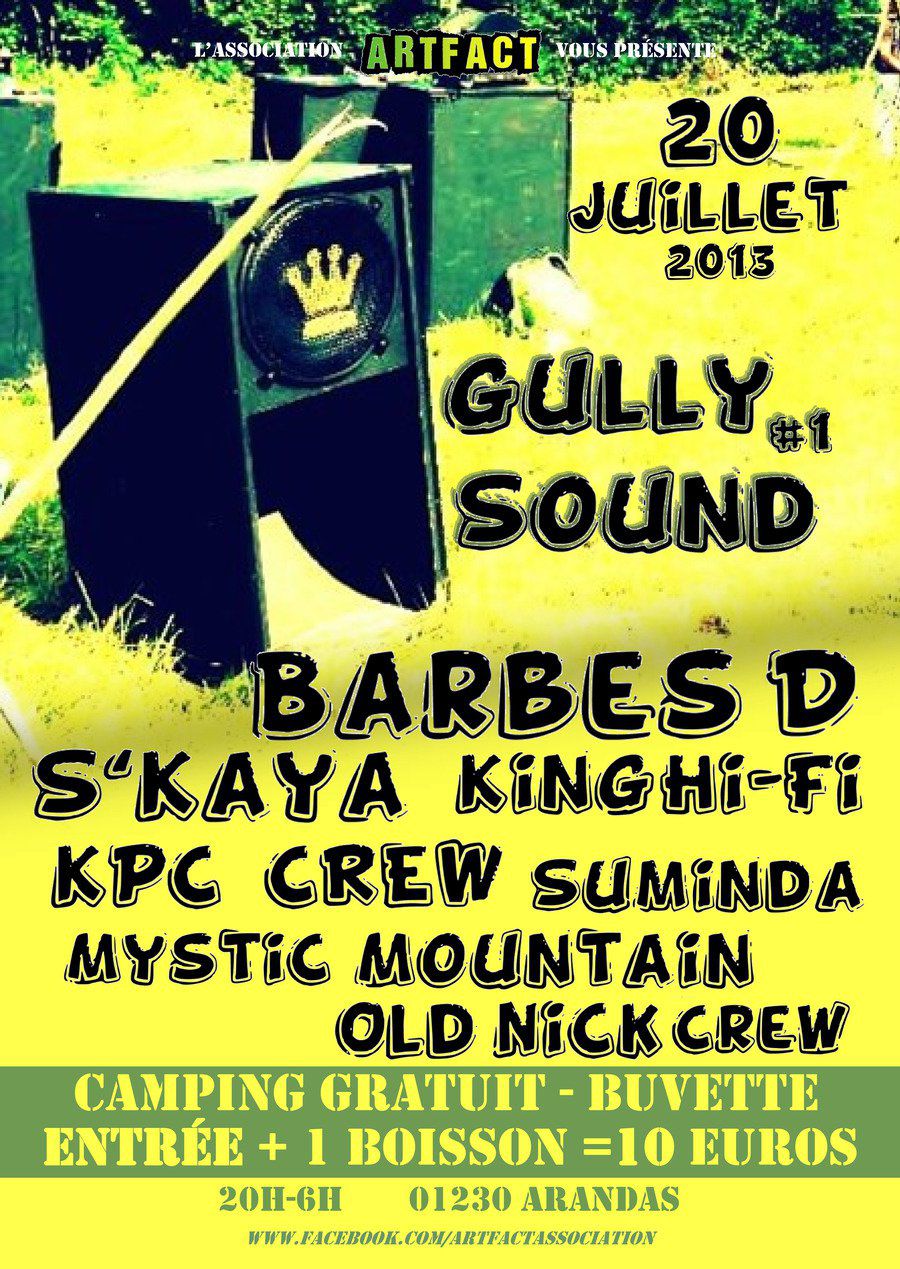 L'ASSOCIATION ARTFACT VOUS PRÉSENTE
20
JUiLLET
2013
GULLY #1
SOUND
BARBES D
S'KAYA KiNGHi-Fi
KPC CREW SUMiNDA
MYSTiC MOUNTAiN
OLD NiCK CREW
CAMPING GRATUIT - BUVETTE
ENTRÉE + 1 BOISSON =10 EUROS
20H-6H 01230 ARANDAS
WWW.FACEBOOK.COM/ARTFACTASSOCIATION